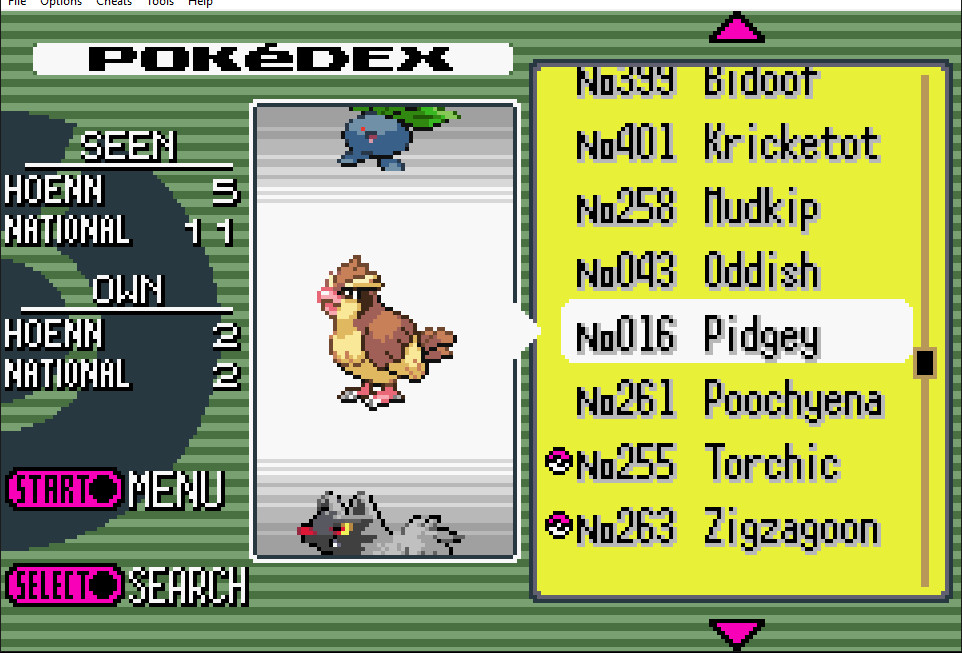 File Options Cheats Tools Help
POKéDEX
SEEN
HOENN 5
NATIONAL 11
OWN
HOENN 2
NATIONAL 2
START MENU
SELECT SEARCH
No399 Bidoof
No401 Kricketot
No258 Mudkip
No043 Oddish
No016 Pidgey
No261 Poochyena
No255 Torchic
No263 Zigzagoon